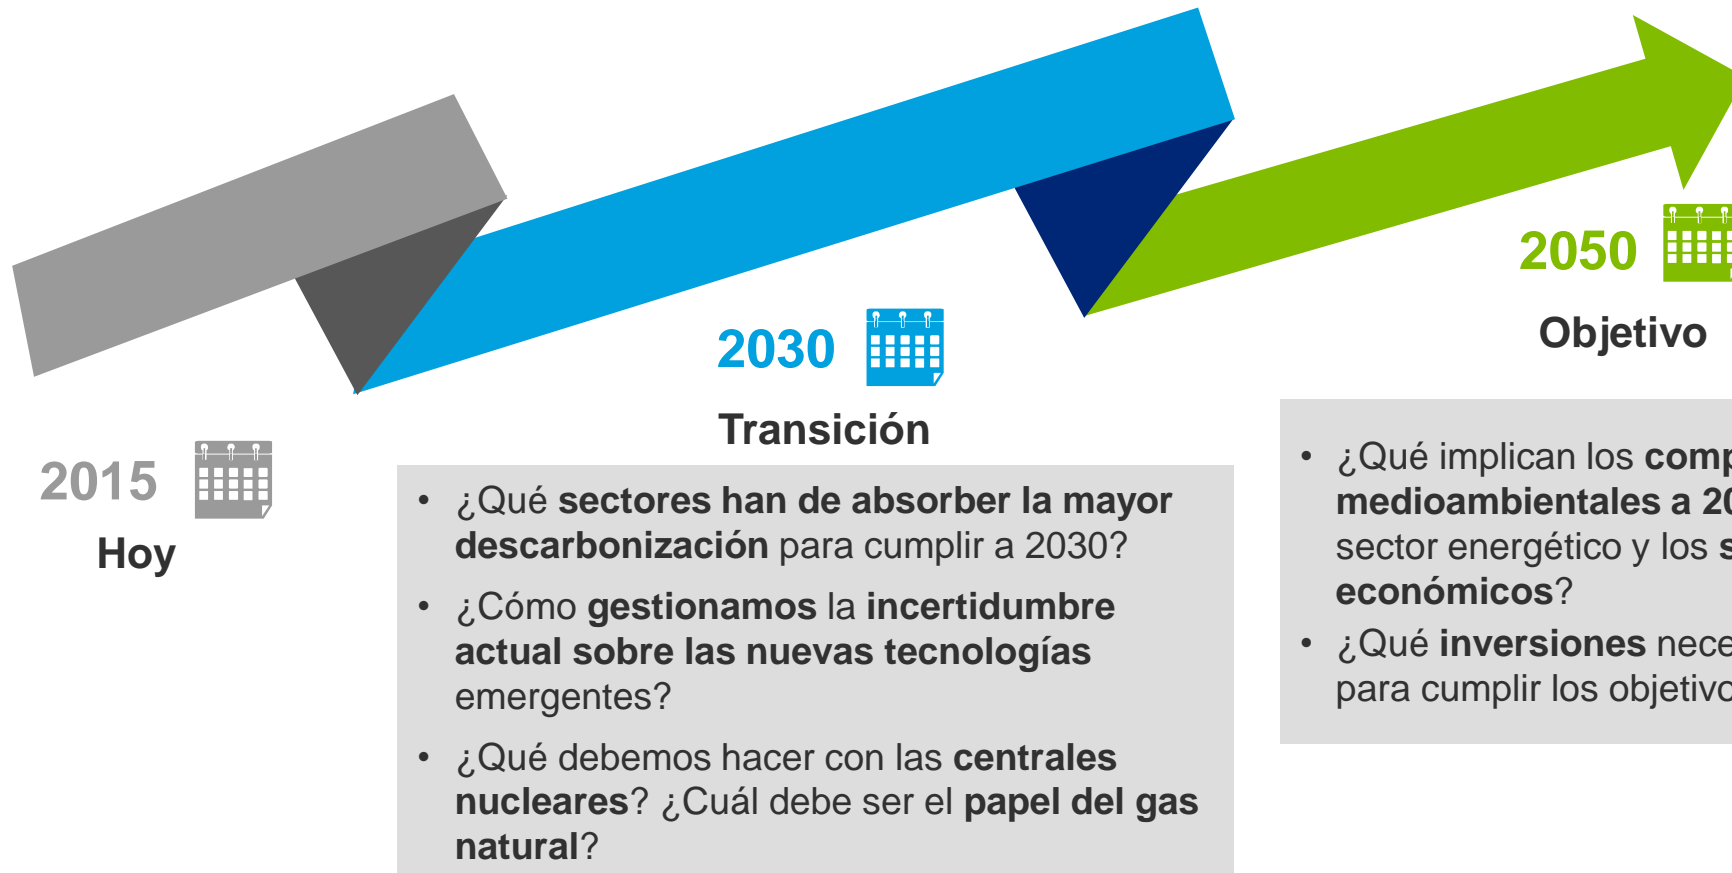 2015
Hoy
2030
Transición
• ¿Qué sectores han de absorber la mayor
descarbonización para cumplir a 2030?
• ¿Cómo gestionamos la incertidumbre
actual sobre las nuevas tecnologías
emergentes?
• ¿Qué debemos hacer con las centrales
nucleares? ¿Cuál debe ser el papel del gas
natural?
2050
Objetivo
• ¿Qué implican los
medioambientales a
sector energético y los
económicos?
• ¿Qué inversiones
para cumplir los